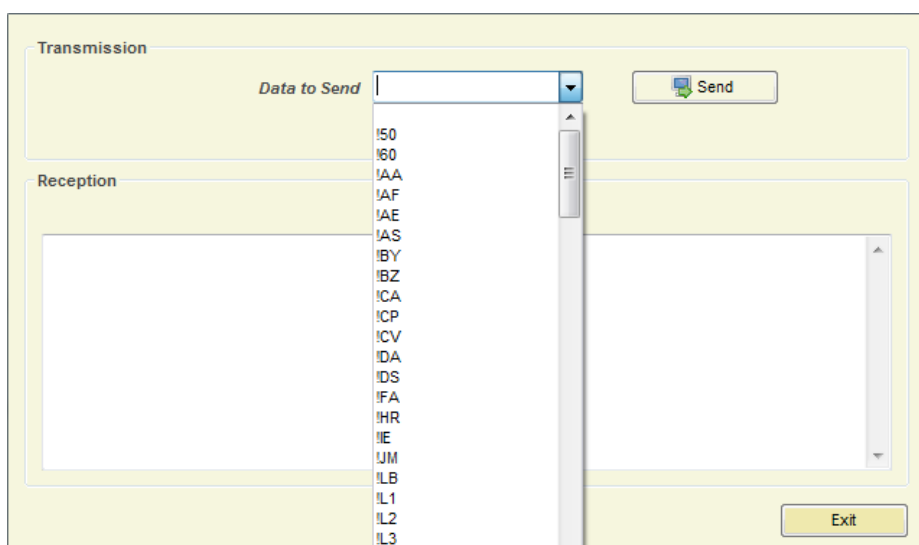 Transmission
Data to Send
Send
!50
!60
!AA
!AF
!AE
!AS
!BY
!BZ
!CA
!CP
!CV
!DA
!DS
!FA
!HR
!IE
!JM
!LB
!L1
!L2
!L3
Reception
Exit